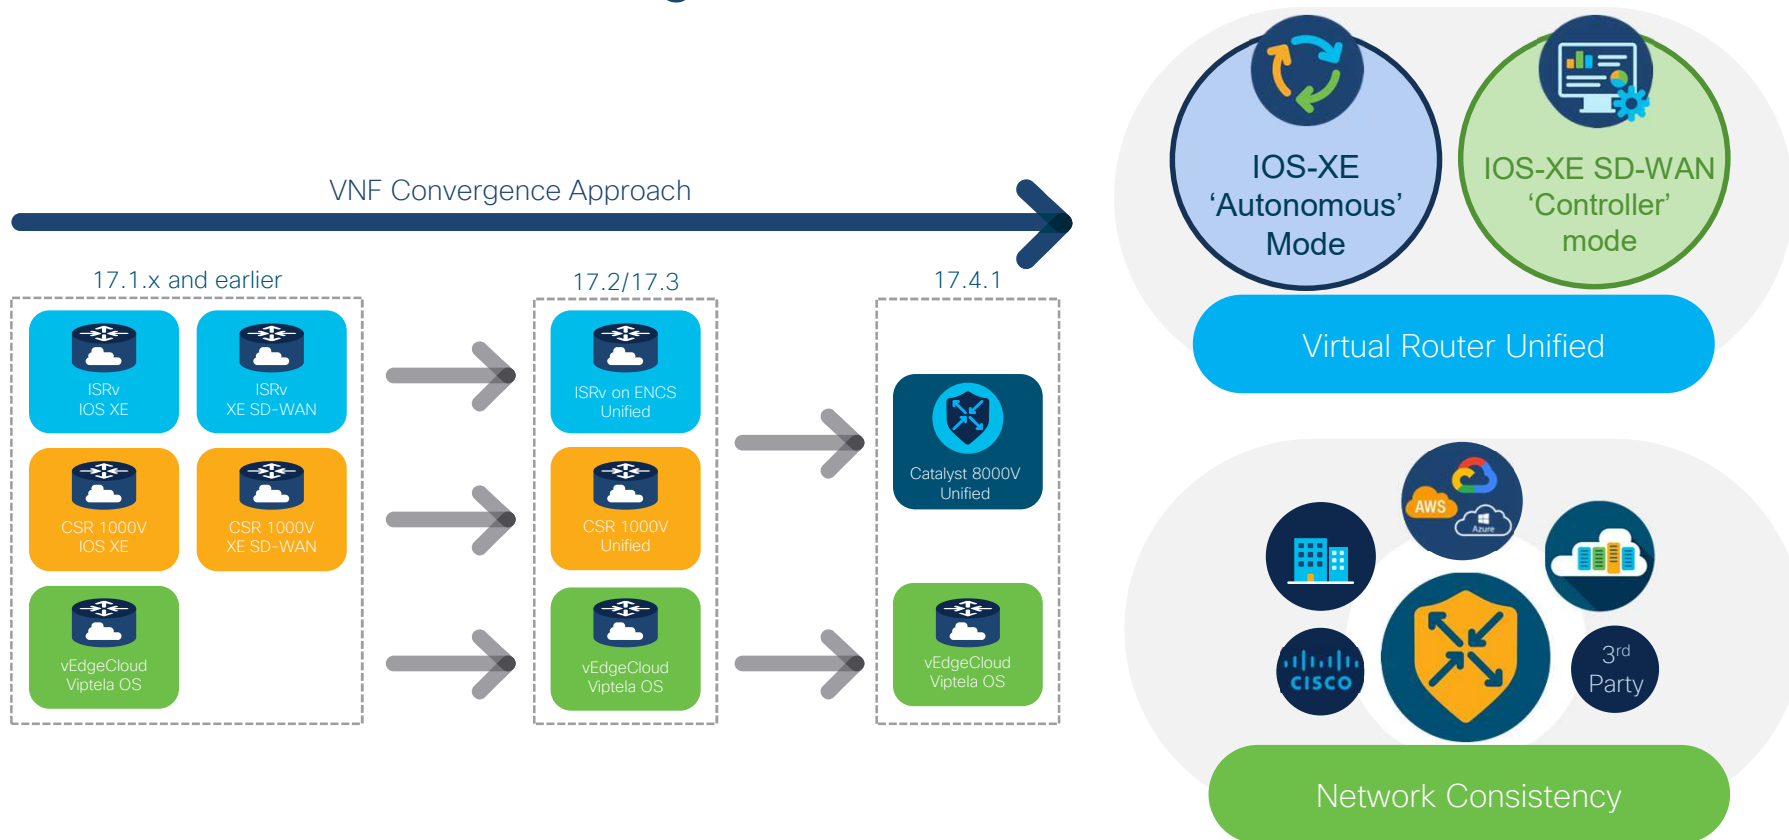 VNF Convergence Approach
17.1.x and earlier
ISRv
IOS XE
ISRv
XE SD-WAN
CSR 1000V
IOS XE
CSR 1000V
XE SD-WAN
vEdgeCloud
Viptela OS
17.2/17.3
ISRv on ENCS
Unified
CSR 1000V
Unified
vEdgeCloud
Viptela OS
17.4.1
Catalyst 8000V
Unified
vEdgeCloud
Viptela OS
IOS-XE
‘Autonomous’
Mode
IOS-XE SD-WAN
‘Controller’
mode
Virtual Router Unified
AWS
Azure
CISCO
3rd
Party
Network Consistency